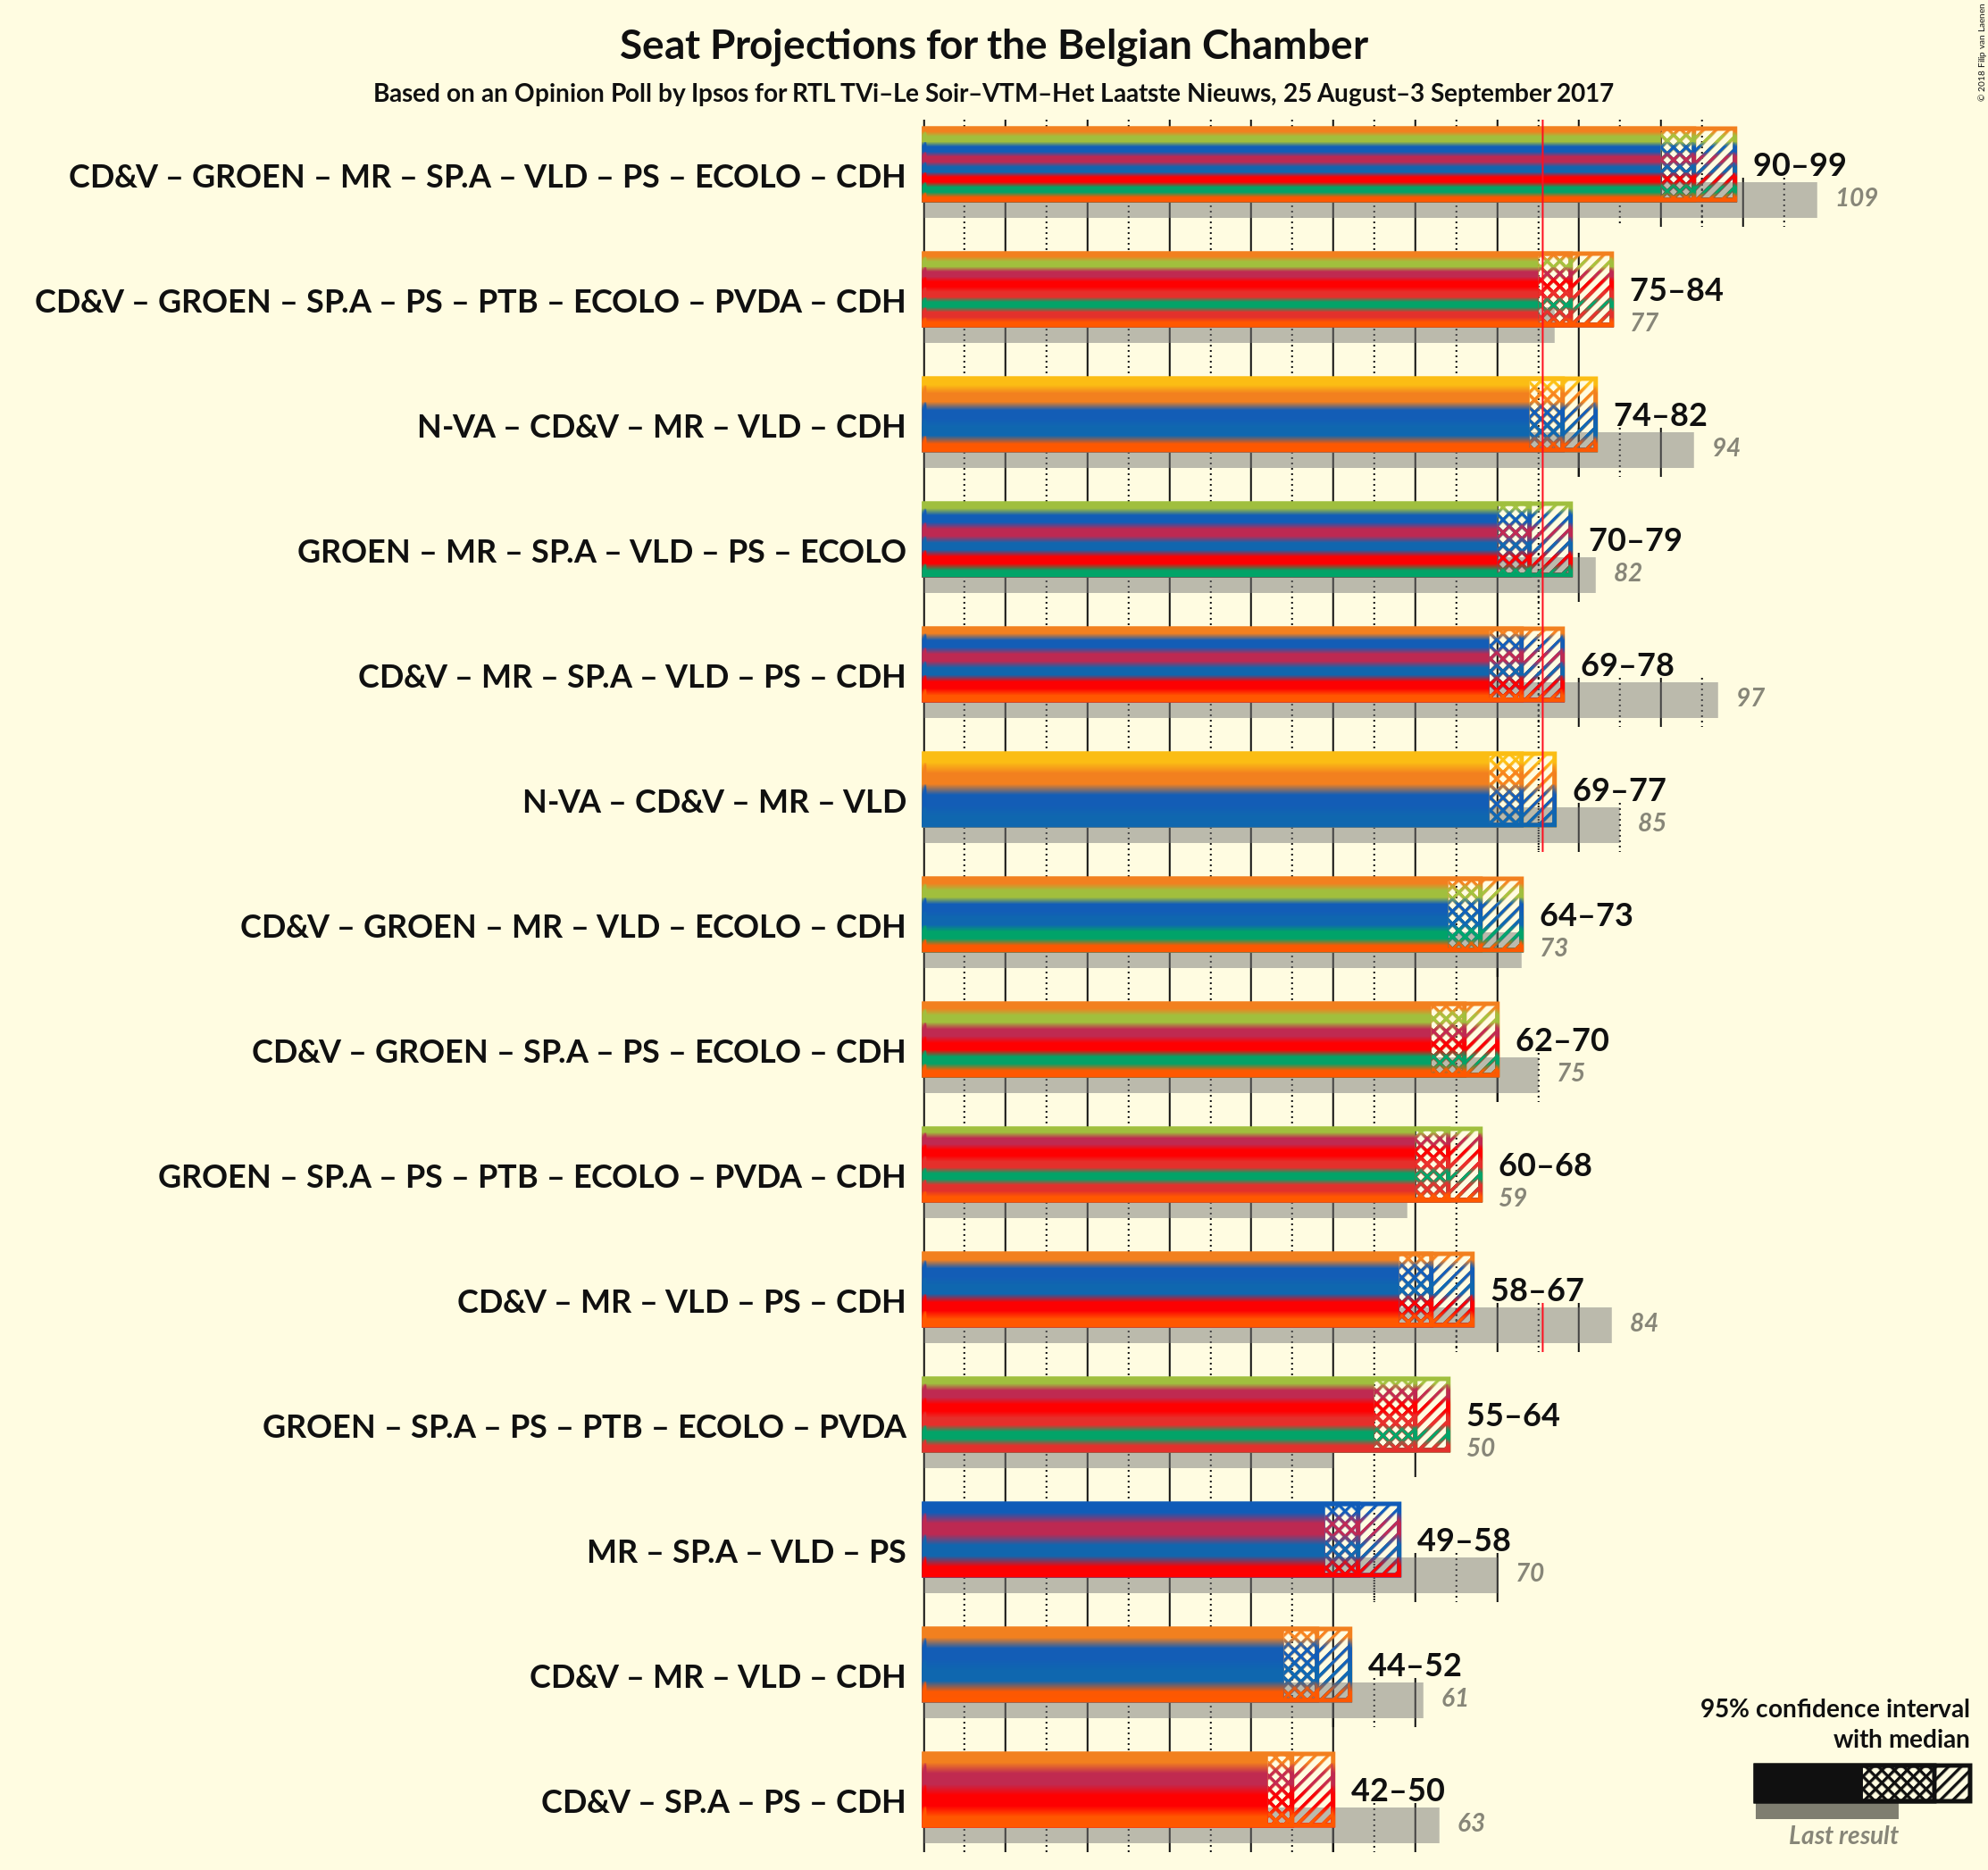 Seat Projections for the Belgian Chamber
Based on an Opinion Poll by Ipsos for RTL TVi–Le Soir–VTM–Het Laatste Nieuws, 25 August–3 September 2017
© 2018 Filip van Laenen
CD&V – GROEN – MR – SP.A – VLD – PS – ECOLO – CDH
90–99
109
CD&V – GROEN – SP.A – PS – PTB – ECOLO – PVDA – CDH
75–84
77
N-VA – CD&V – MR – VLD – CDH
74–82
94
GROEN – MR – SP.A – VLD – PS – ECOLO
70–79
82
CD&V – MR – SP.A – VLD – PS – CDH
69–78
97
N-VA – CD&V – MR – VLD
69–77
85
CD&V – GROEN – MR – VLD – ECOLO – CDH
64–73
73
CD&V – GROEN – SP.A – PS – ECOLO – CDH
62–70
75
GROEN – SP.A – PS – PTB – ECOLO – PVDA – CDH
60–68
59
CD&V – MR – VLD – PS – CDH
58–67
84
GROEN – SP.A – PS – PTB – ECOLO – PVDA
55–64
50
MR – SP.A – VLD – PS
49–58
70
CD&V – MR – VLD – CDH
44–52
61
CD&V – SP.A – PS – CDH
42–50
63
95% confidence interval
with median
Last result